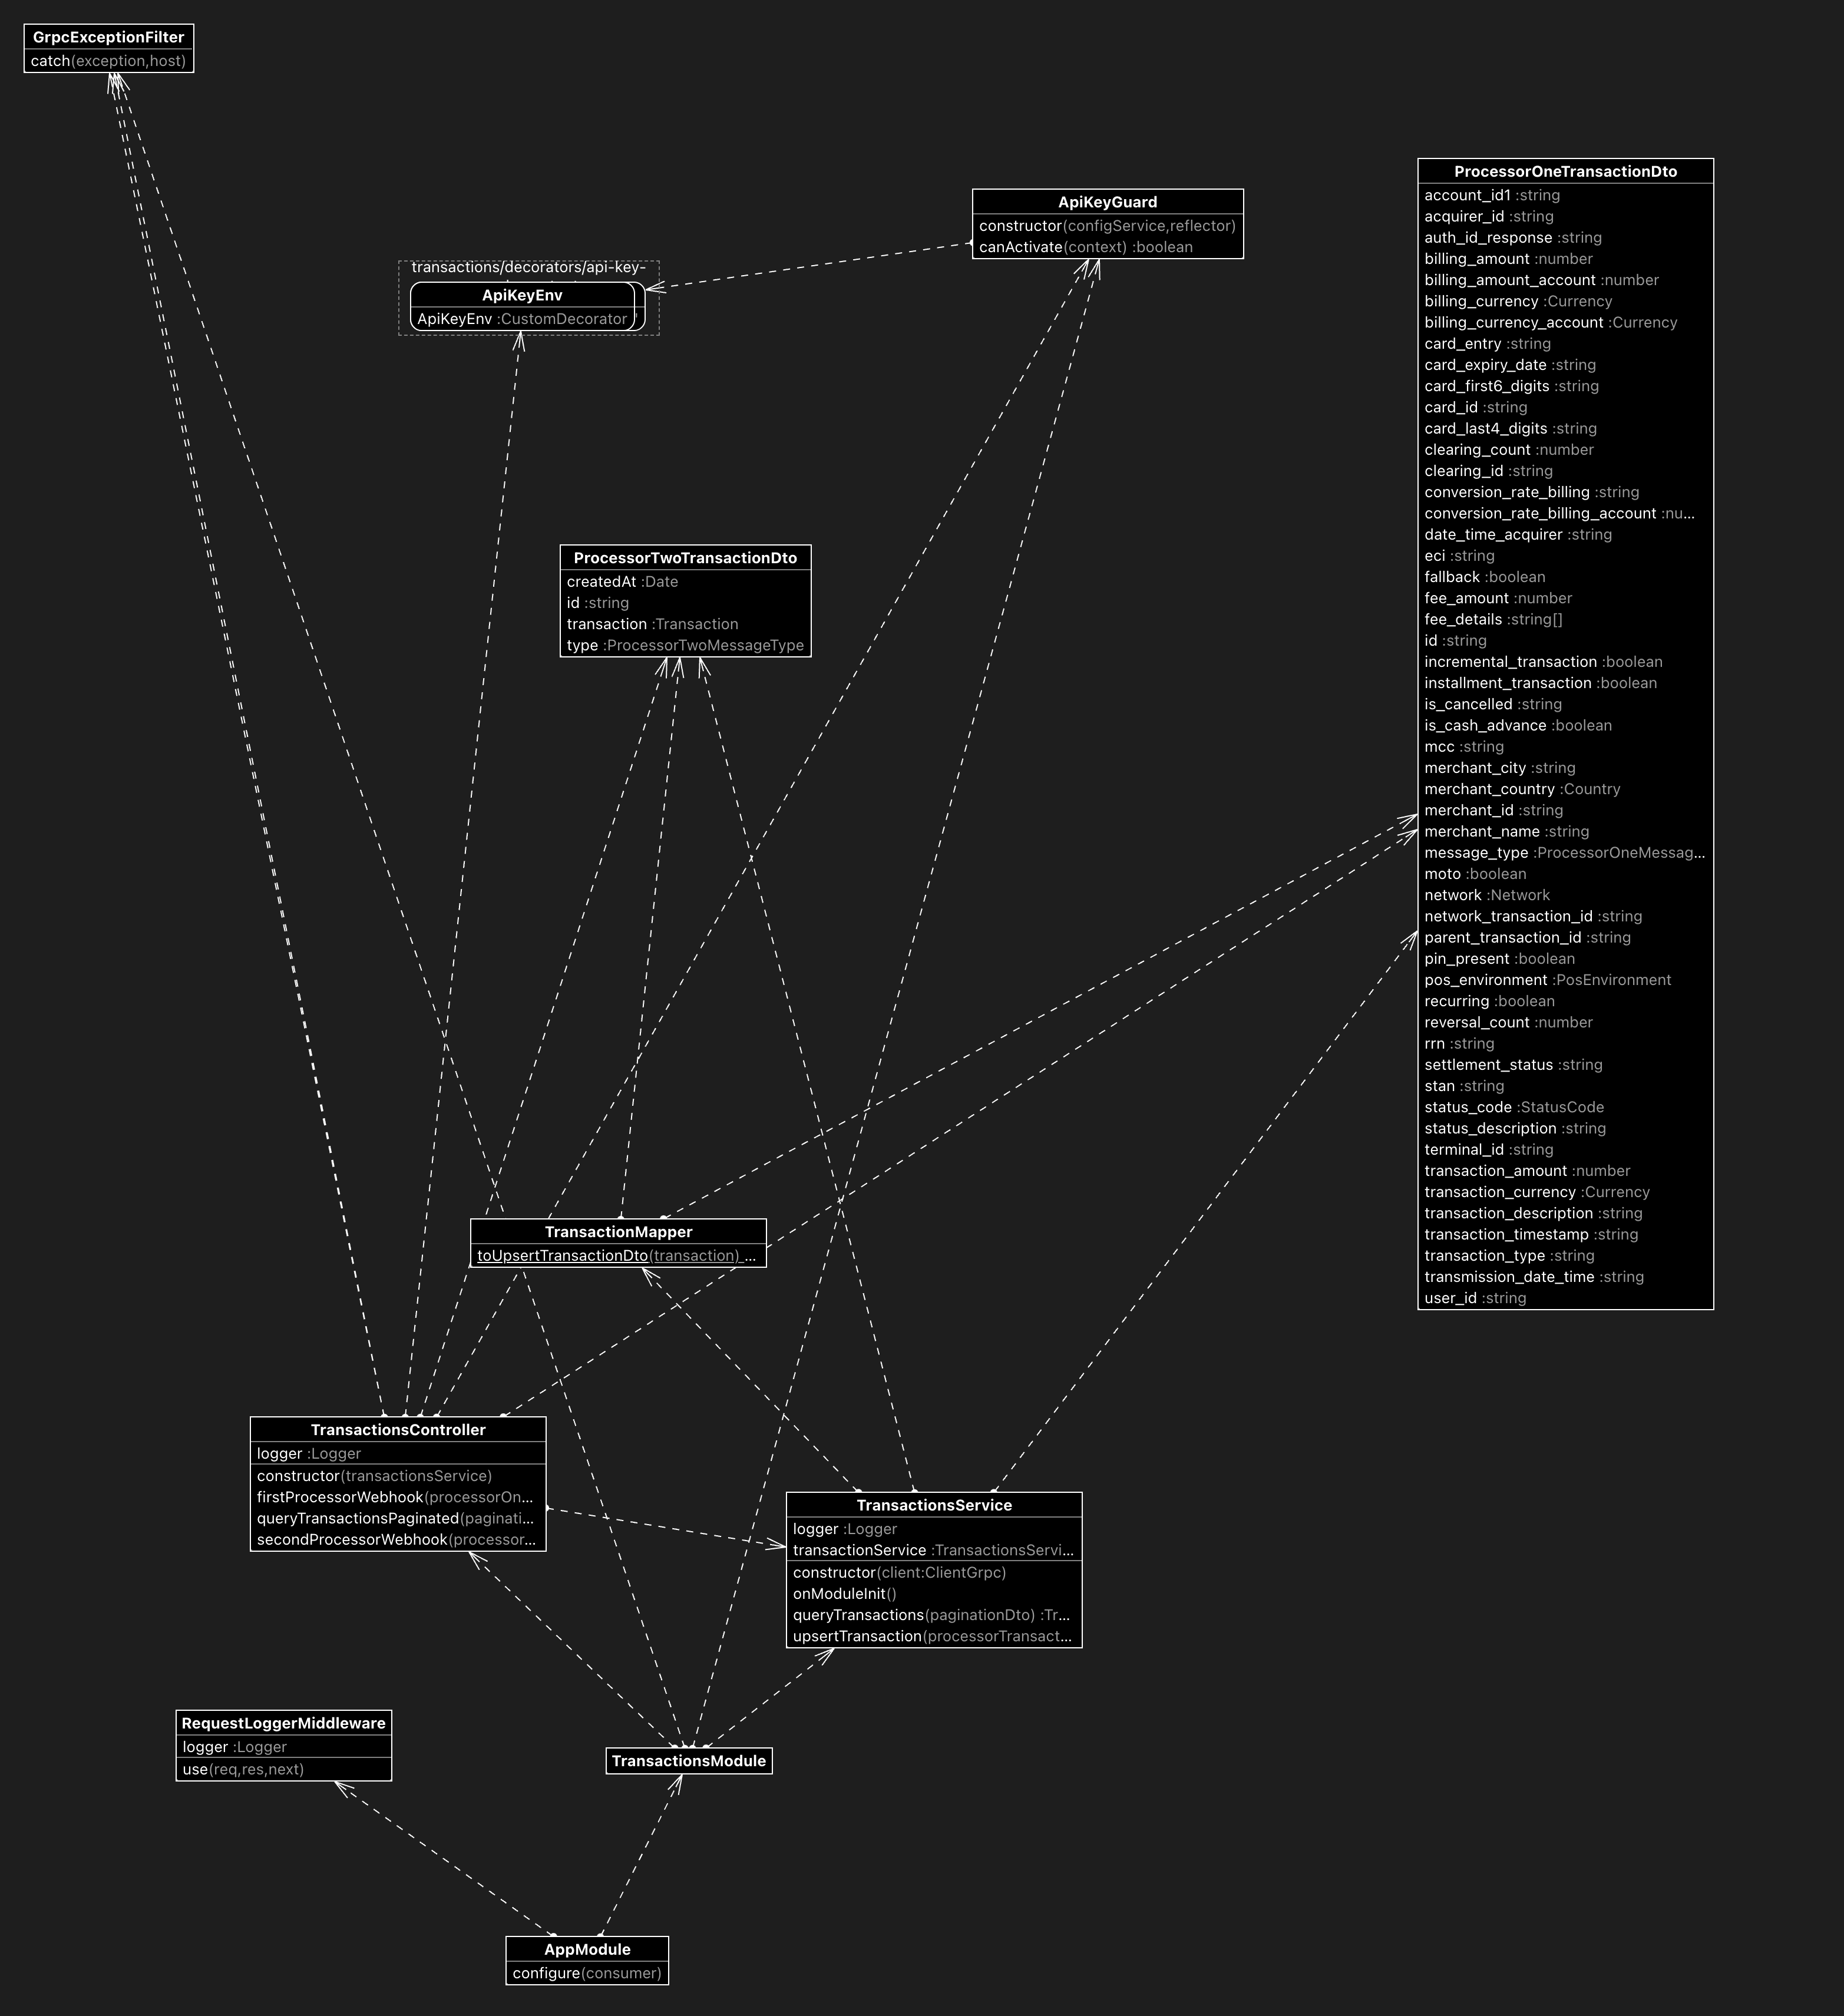 GrpcExceptionFilter
catch(exception,host)
ApiKeyGuard
constructor(configService,reflector)
canActivate(context) :boolean
transactions/decorators/api-key-
ApiKeyEnv
ApiKeyEnv :CustomDecorator
ProcessorOneTransactionDto
account_id1 :string
acquirer_id :string
auth_id_response :string
billing_amount :number
billing_amount_account :number
billing_currency :Currency
billing_currency_account :Currency
card_entry :string
card_expiry_date :string
card_first6_digits :string
card_id :string
card_last4_digits :string
clearing_count :number
clearing_id :string
conversion_rate_billing :string
conversion_rate_billing_account :nu...
date_time_acquirer :string
eci :string
fallback :boolean
fee_amount :number
fee_details :string[]
id :string
incremental_transaction :boolean
installment_transaction :boolean
is_cancelled :string
is_cash_advance :boolean
mcc :string
merchant_city :string
merchant_country :Country
merchant_id :string
merchant_name :string
message_type :ProcessorOneMessag...
moto :boolean
network :Network
network_transaction_id :string
parent_transaction_id :string
pin_present :boolean
pos_environment :PosEnvironment
recurring :boolean
reversal_count :number
rrn :string
settlement_status :string
stan :string
status_code :StatusCode
status_description :string
terminal_id :string
transaction_amount :number
transaction_currency :Currency
transaction_description :string
transaction_timestamp :string
transaction_type :string
transmission_date_time :string
user_id :string
ProcessorTwoTransactionDto
createdAt :Date
id :string
transaction :Transaction
type :ProcessorTwoMessageType
TransactionMapper
toUpsertTransactionDto(transaction) ...
TransactionsController
logger :Logger
constructor(transactionsService)
firstProcessorWebhook(processorOn...
queryTransactionsPaginated(paginati...
secondProcessorWebhook(processor...
TransactionsService
logger :Logger
transactionService :TransactionsServi...
constructor(client:ClientGrpc)
onModuleInit()
queryTransactions(paginationDto) :Tr...
upsertTransaction(processorTransact...
RequestLoggerMiddleware
logger :Logger
use(req,res,next)
TransactionsModule
AppModule
configure(consumer)